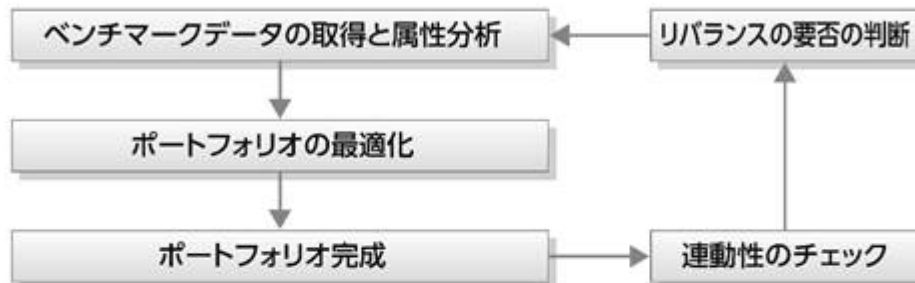 ベンチマークデータの取得と属性分析
リバランスの要否の判断
ポートフォリオの最適化
ポートフォリオ完成
連動性のチェック